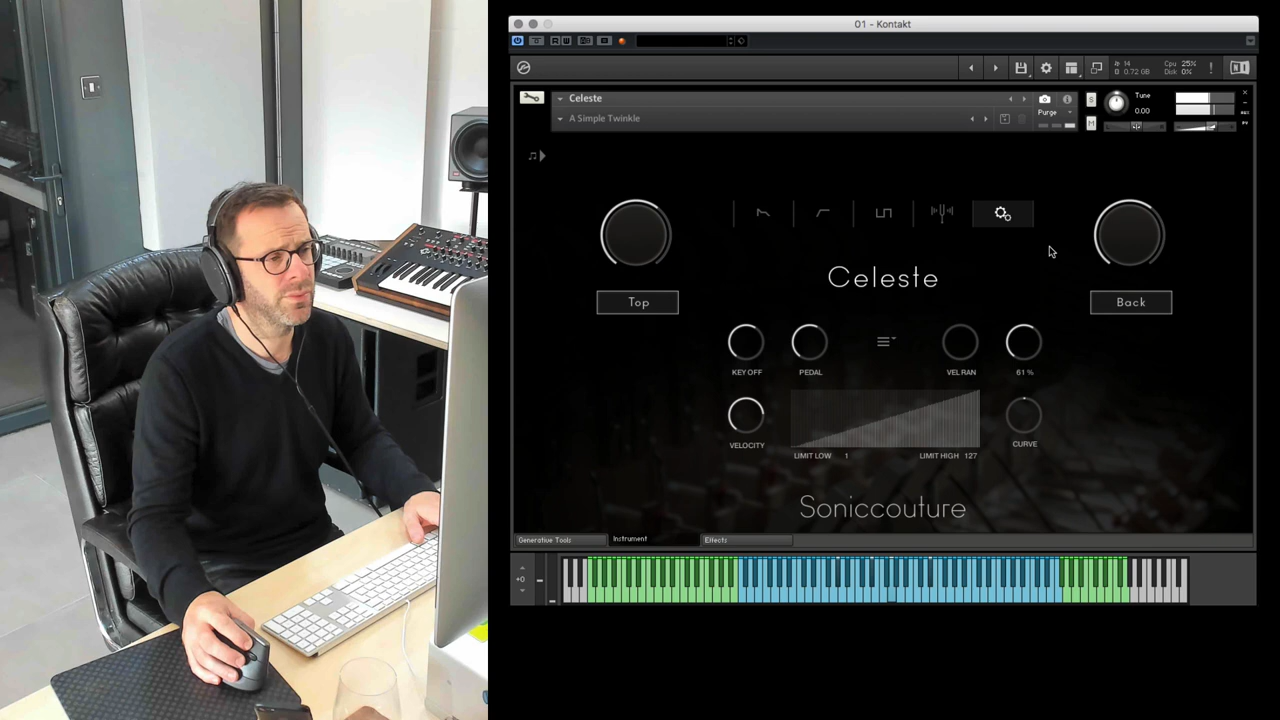 01 - Kontakt
14
0.72 GB
Cpu 25%
Disk 0%
!
Celeste
A Simple Twinkle
Purge
S
M
Tune
0.00
Top
Back
Celeste
KEY OFF
PEDAL
VEL RAN
61 %
VELOCITY
LIMIT LOW 1
LIMIT HIGH 127
CURVE
Soniccouture
Generative Tools
Instrument
Effects
+0